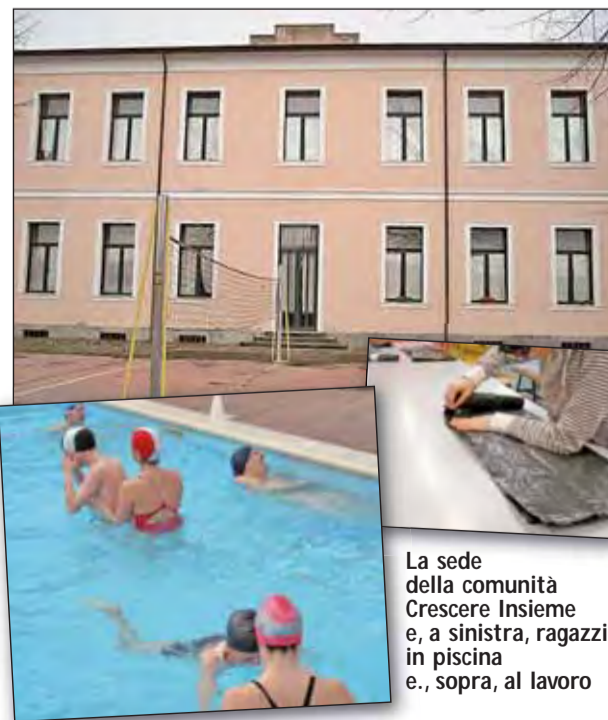 La sede
della comunità
Crescere Insieme
e, a sinistra, ragazzi
in piscina
e., sopra, al lavoro